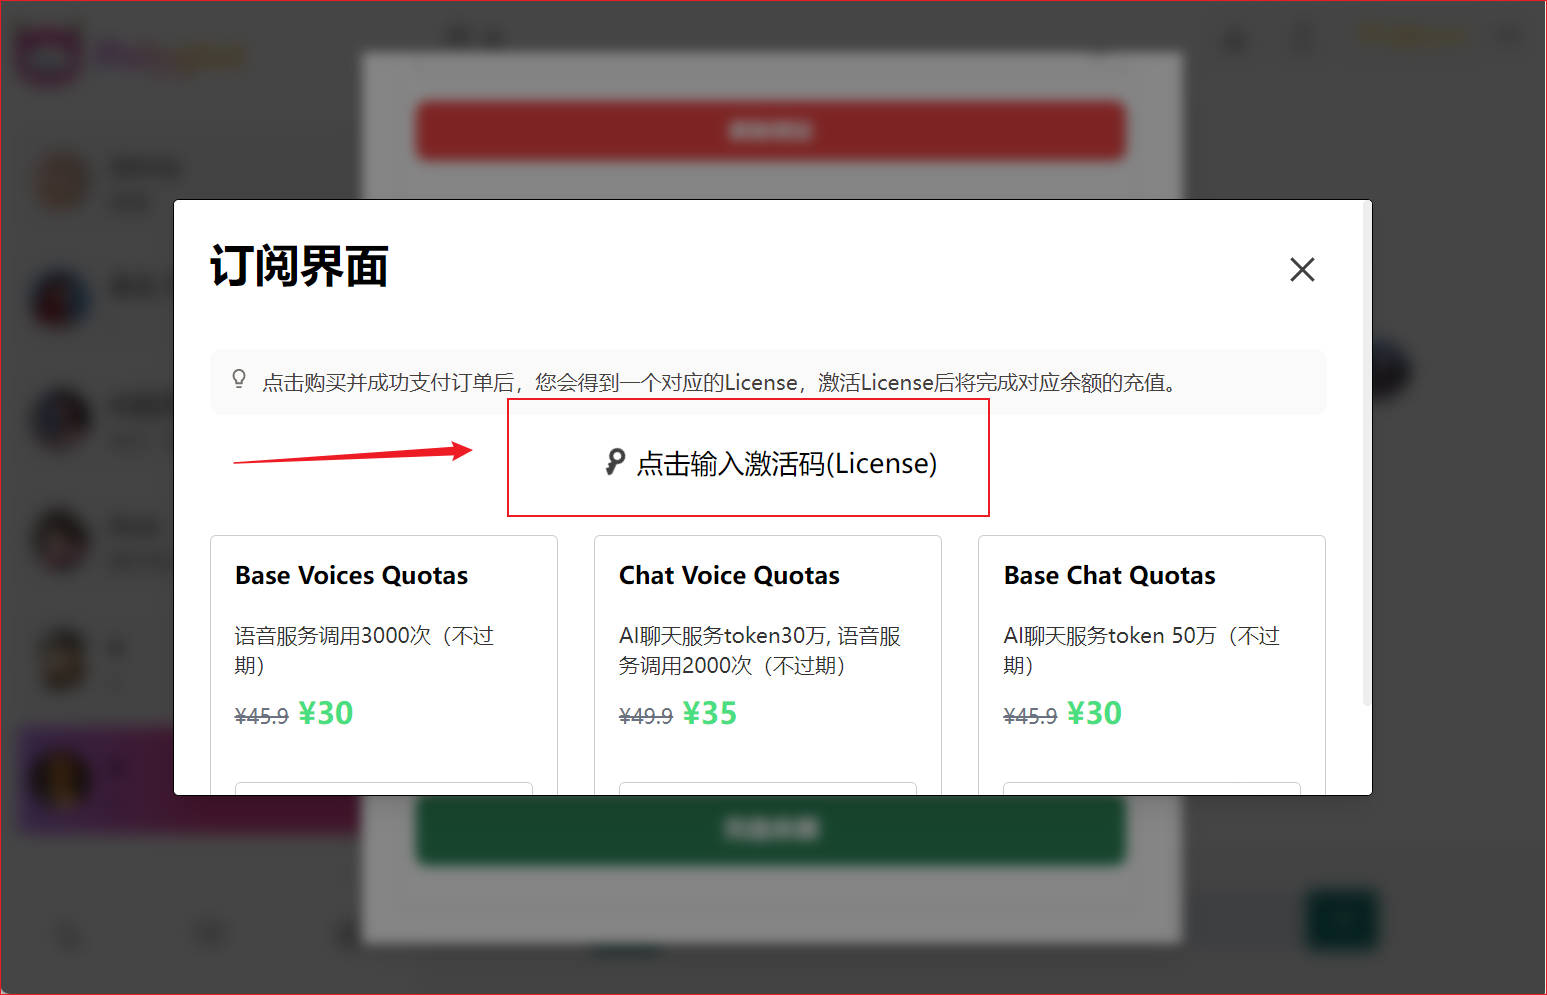 订阅界面
点击购买并成功支付订单后，您会得到一个对应的License，激活License后将完成对应余额的充值。
点击输入激活码(License)
Base Voices Quotas
语音服务调用3000次（不过
期）
¥45.9 ¥30
Chat Voice Quotas
AI聊天服务token30万, 语音服
务调用2000次（不过期）
¥49.9 ¥35
Base Chat Quotas
AI聊天服务token 50万（不过
期）
¥45.9 ¥30